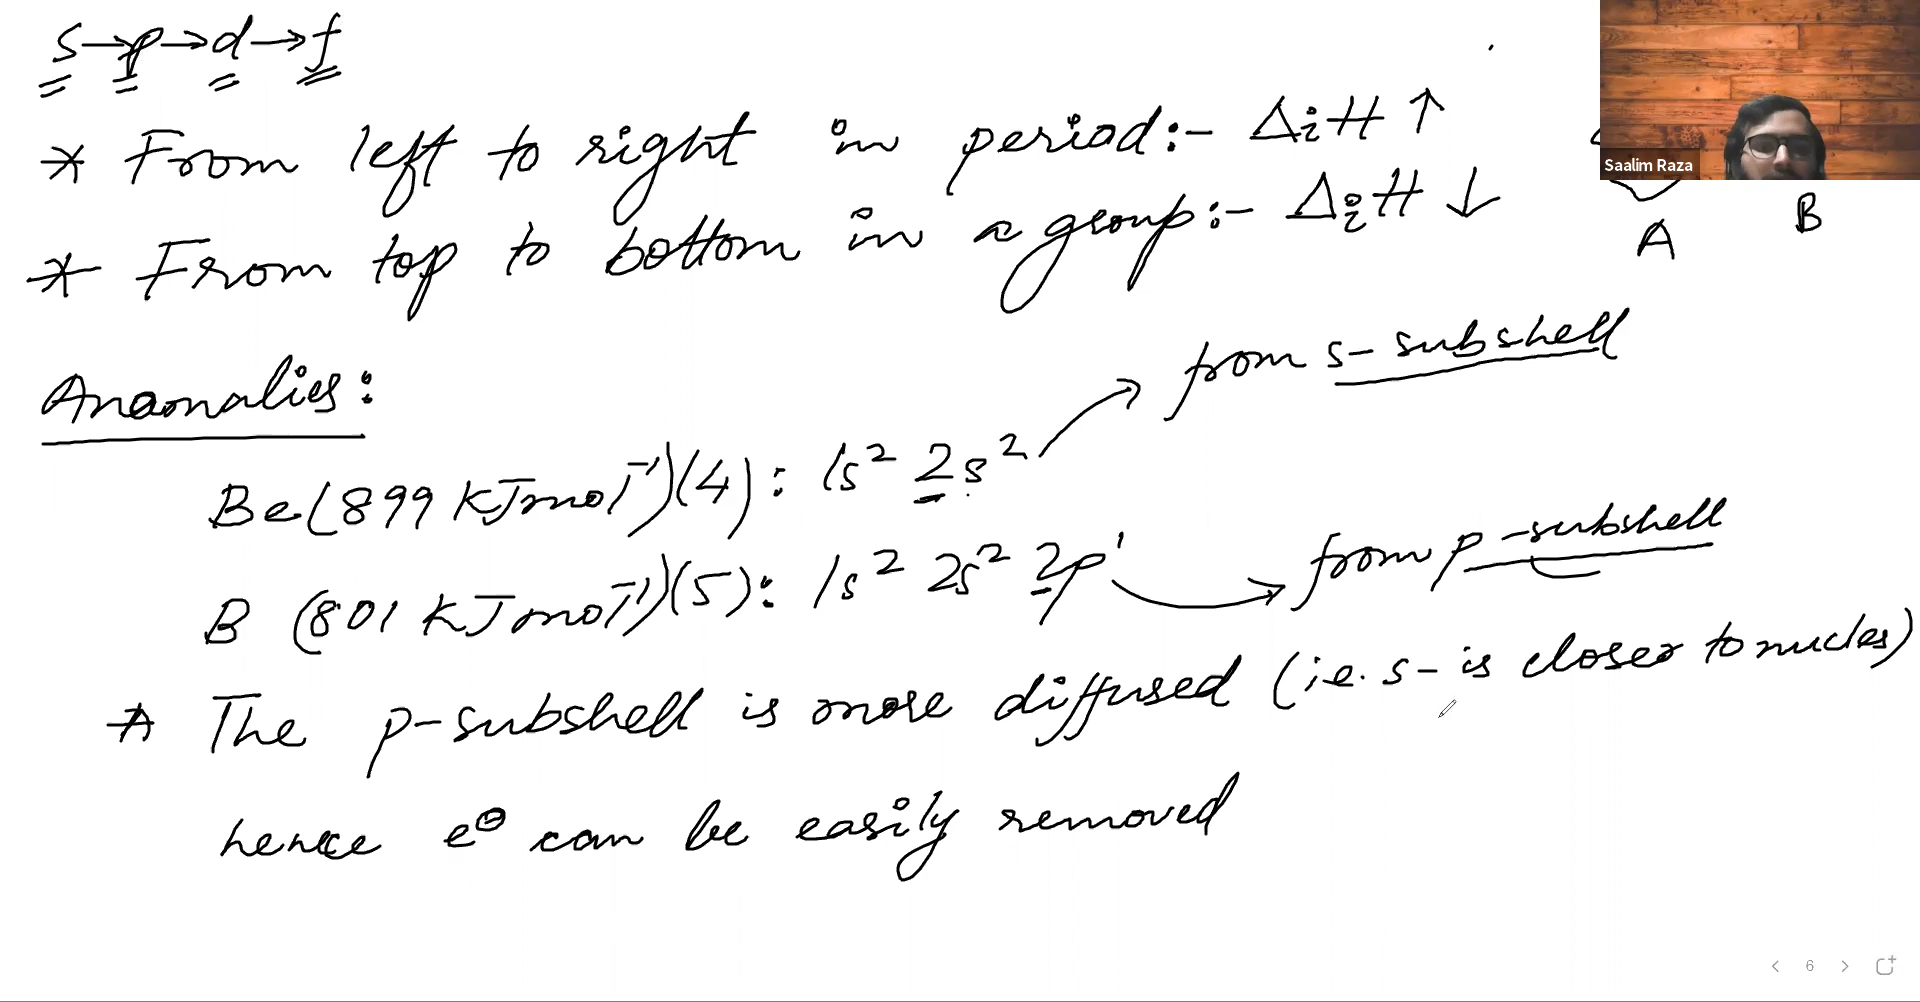 s→p→d→f
* From left to right in period:- ΔiH ↑
* From top to bottom in a group:- ΔiH ↓
Saalim Raza
A B
Anomalies:
Be(899 KJmol⁻¹)(4): 1s² 2s² → from s-subshell
B (801 KJmol⁻¹)(5): 1s² 2s² 2p¹ → from p-subshell
* The p-subshell is more diffused (i.e. s- is closer to nucles)
hence e⊖ can be easily removed
< 6 >